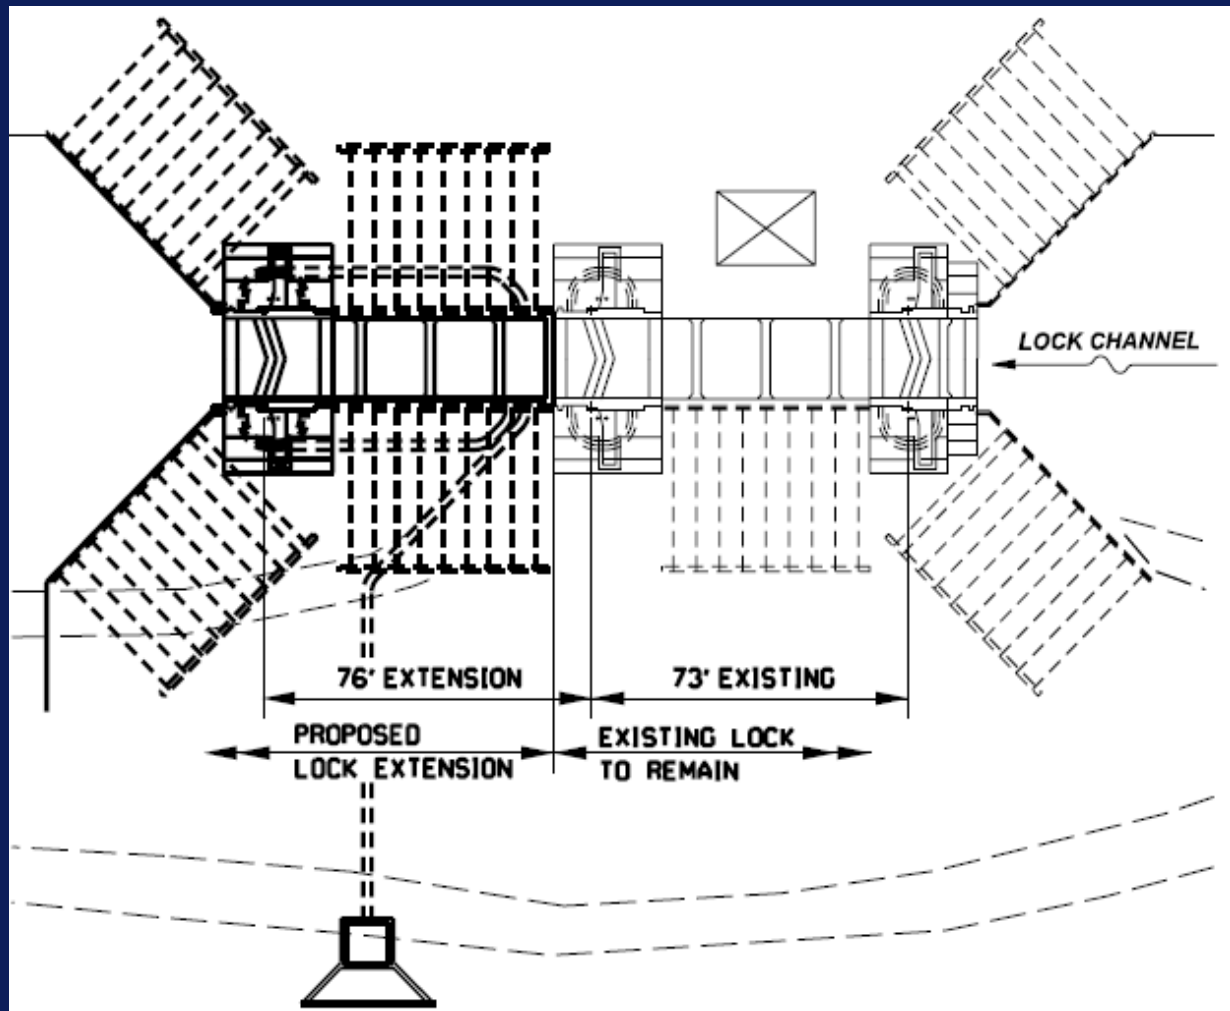 LOCK CHANNEL
76' EXTENSION
73' EXISTING
PROPOSED
LOCK EXTENSION
EXISTING LOCK
TO REMAIN